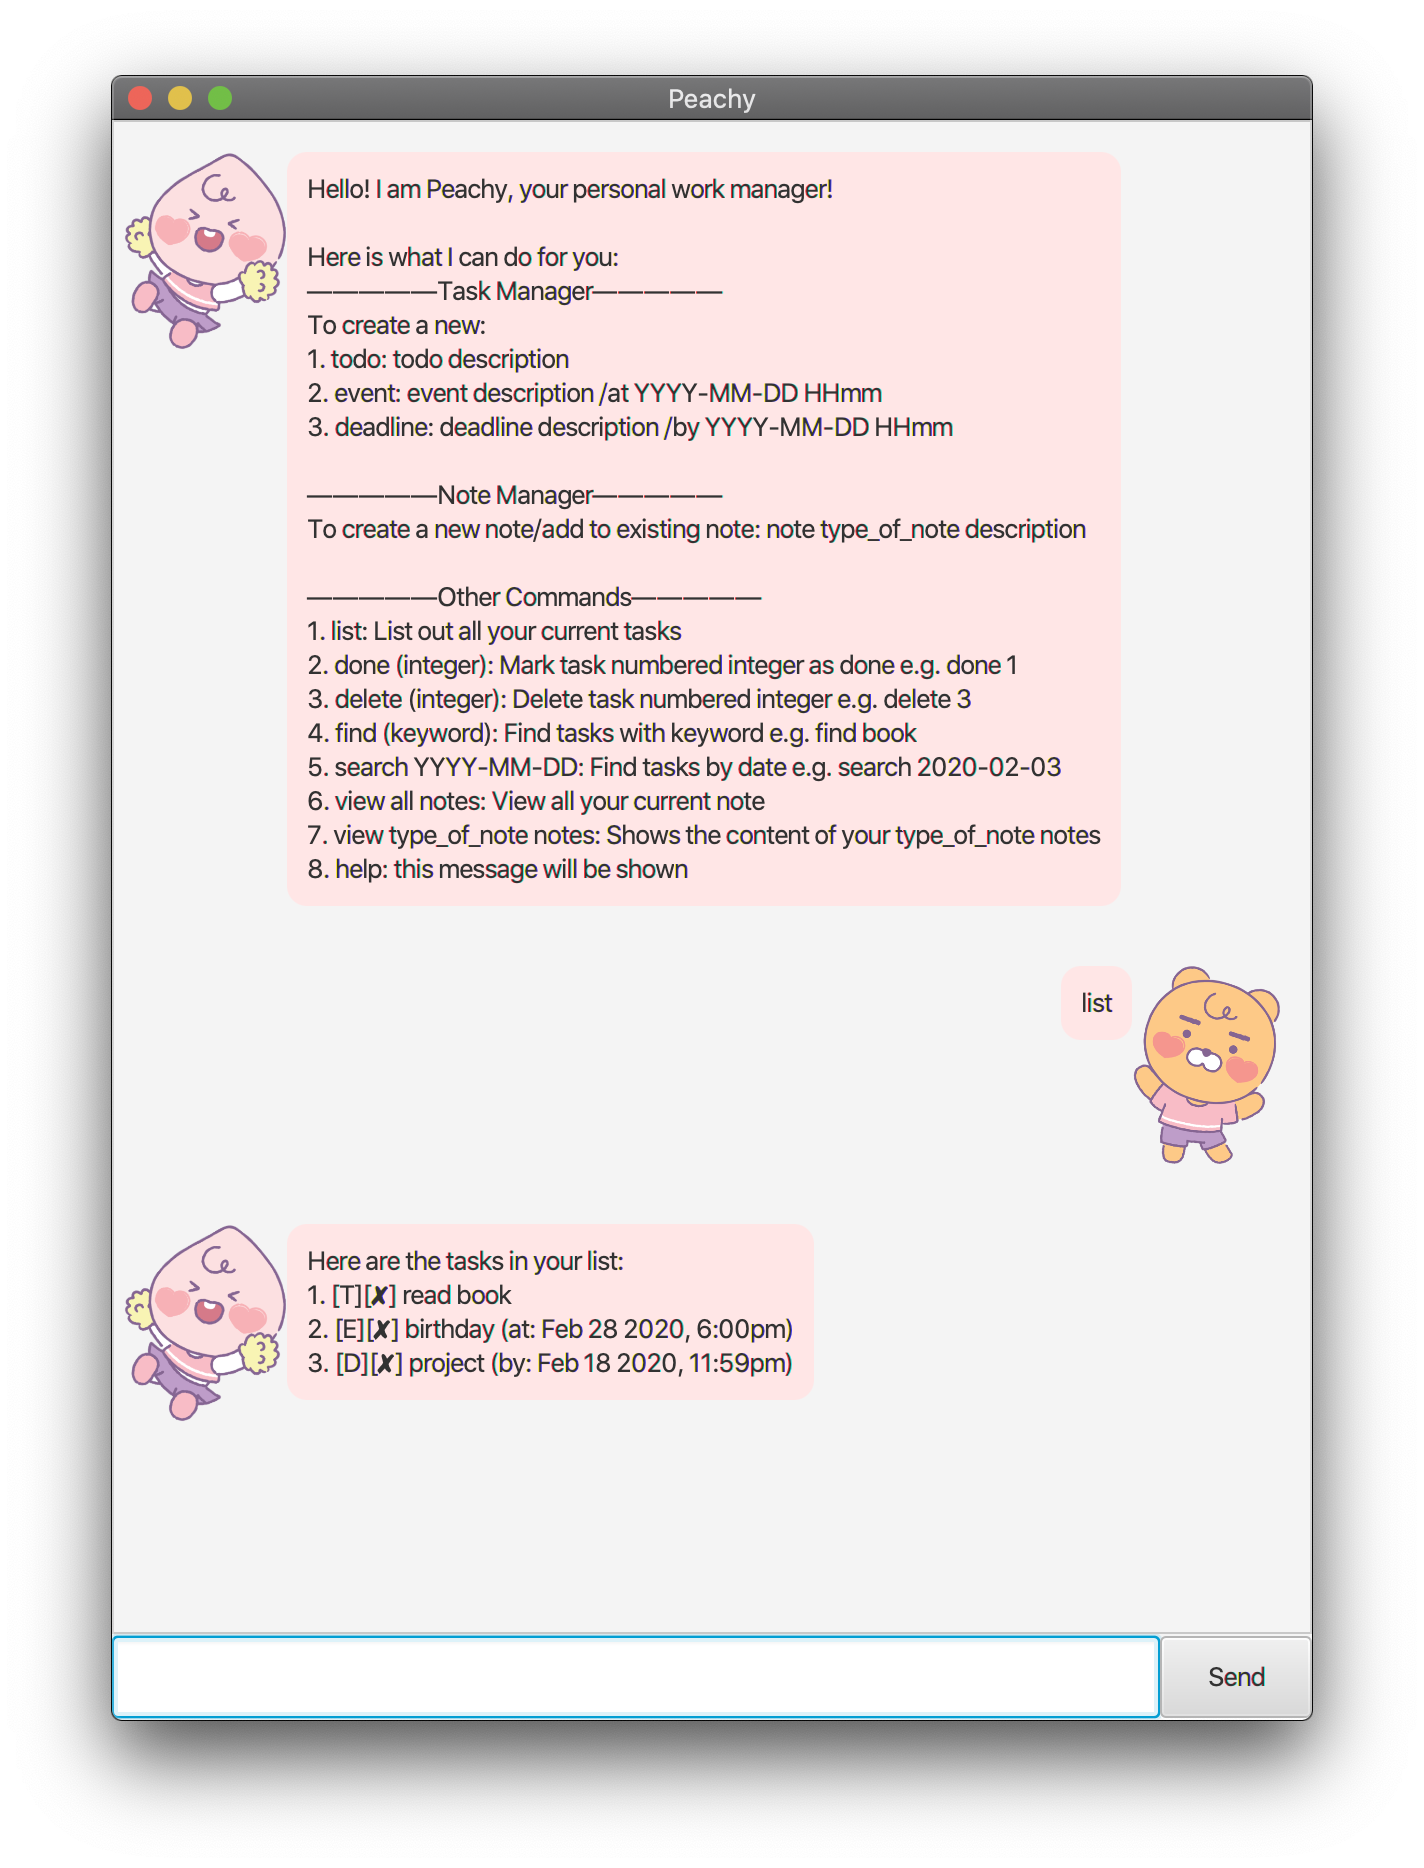 Peachy
Hello! I am Peachy, your personal work manager!
Here is what I can do for you:
——————Task Manager——————
To create a new:
1. todo: todo description
2. event: event description /at YYYY-MM-DD HHmm
3. deadline: deadline description /by YYYY-MM-DD HHmm
——————Note Manager——————
To create a new note/add to existing note: note type_of_note description
——————Other Commands——————
1. list: List out all your current tasks
2. done (integer): Mark task numbered integer as done e.g. done 1
3. delete (integer): Delete task numbered integer e.g. delete 3
4. find (keyword): Find tasks with keyword e.g. find book
5. search YYYY-MM-DD: Find tasks by date e.g. search 2020-02-03
6. view all notes: View all your current note
7. view type_of_note notes: Shows the content of your type_of_note notes
8. help: this message will be shown
list
Here are the tasks in your list:
1. [T][✘] read book
2. [E][✘] birthday (at: Feb 28 2020, 6:00pm)
3. [D][✘] project (by: Feb 18 2020, 11:59pm)
Send